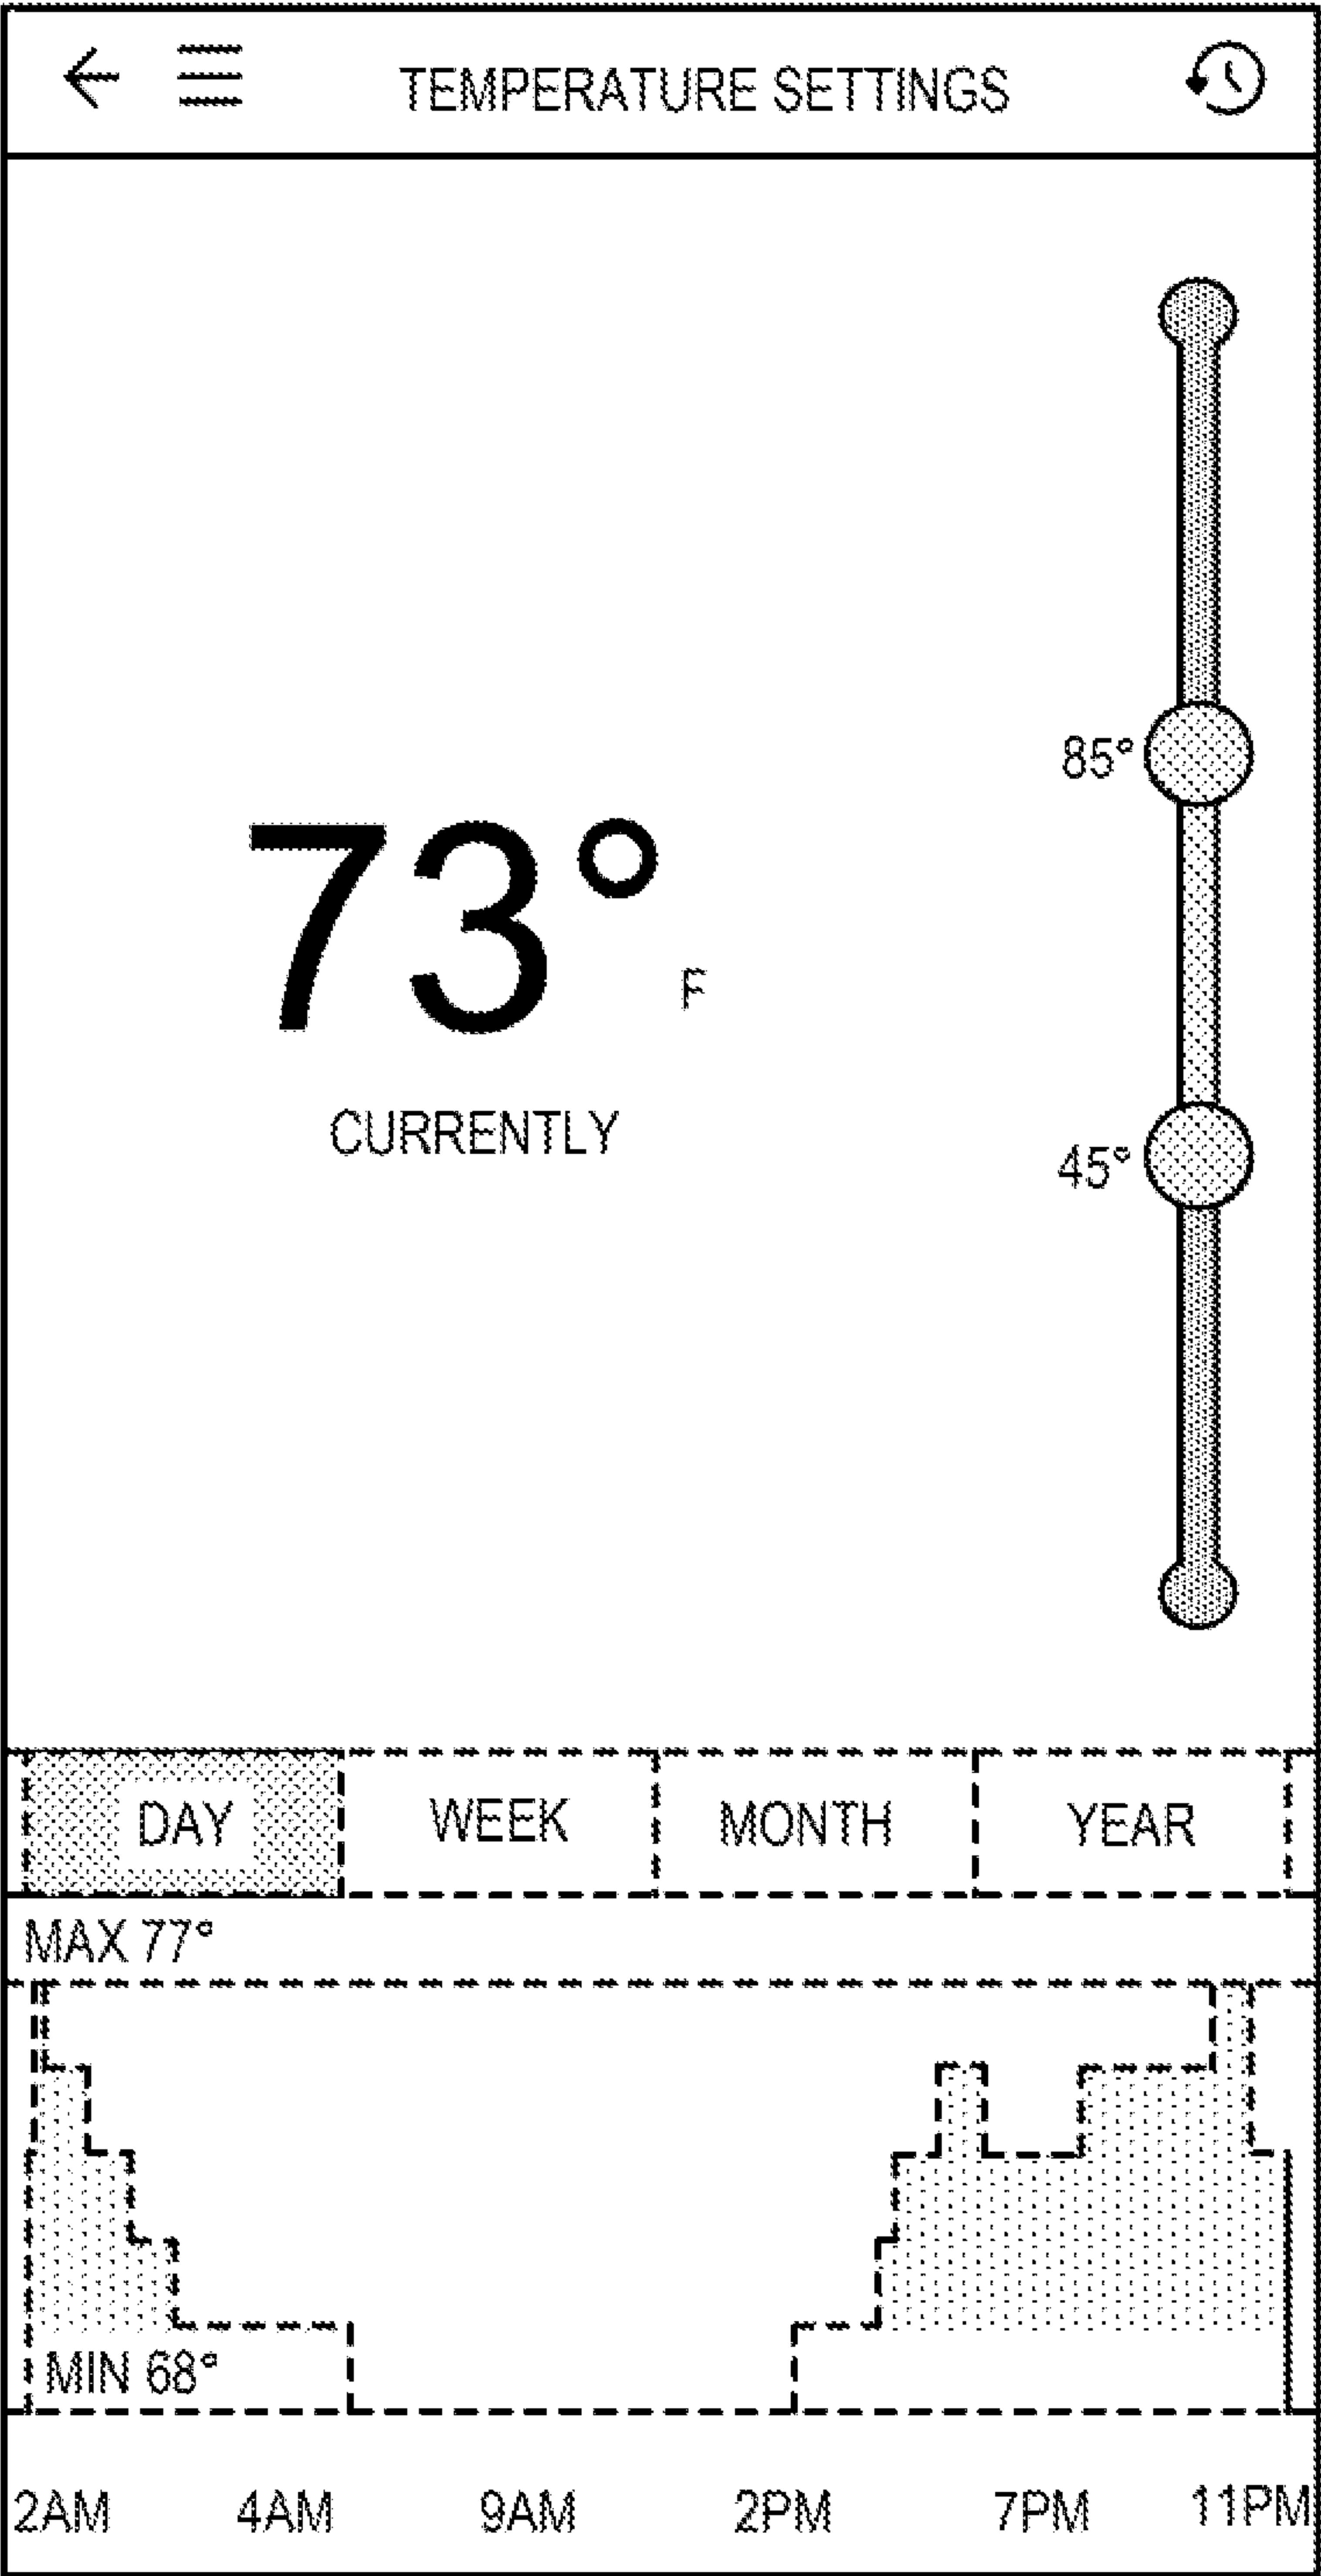 TEMPERATURE SETTINGS
85°
73° F
CURRENTLY
45°
DAY WEEK MONTH YEAR
MAX 77°
MIN 68°
2AM 4AM 9AM 2PM 7PM 11PM